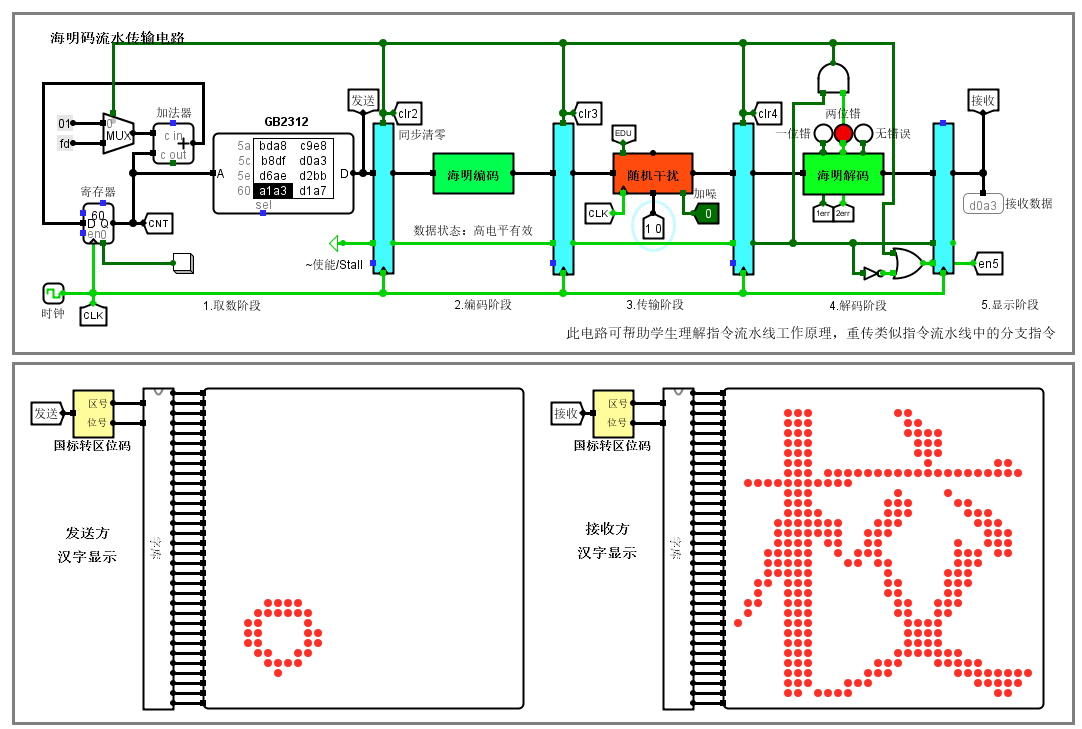 海明码流水传输电路
发送
clr2
同步清零
clr3
clr4
两位错
一位错
无错误
接收
01
fd
0
MUX
加法器
c in
+
c out
GB2312
5a bda8 c9e8
5c b8df d0a3
5e d6ae d2bb
60 a1a3 d1a7
A
D
sel
海明编码
EDU
随机干扰
加噪
0
CLK
1 0
海明解码
1err
2err
d0a3
接收数据
寄存器
60
D Q
en0
CNT
数据状态：高电平有效
~使能/Stall
en5
时钟
CLK
1.取数阶段
2.编码阶段
3.传输阶段
4.解码阶段
5.显示阶段
此电路可帮助学生理解指令流水线工作原理，重传类似指令流水线中的分支指令
发送
区号
位号
国标转区位码
发送方
汉字显示
字库
接收
区号
位号
国标转区位码
接收方
汉字显示
字库
。
校